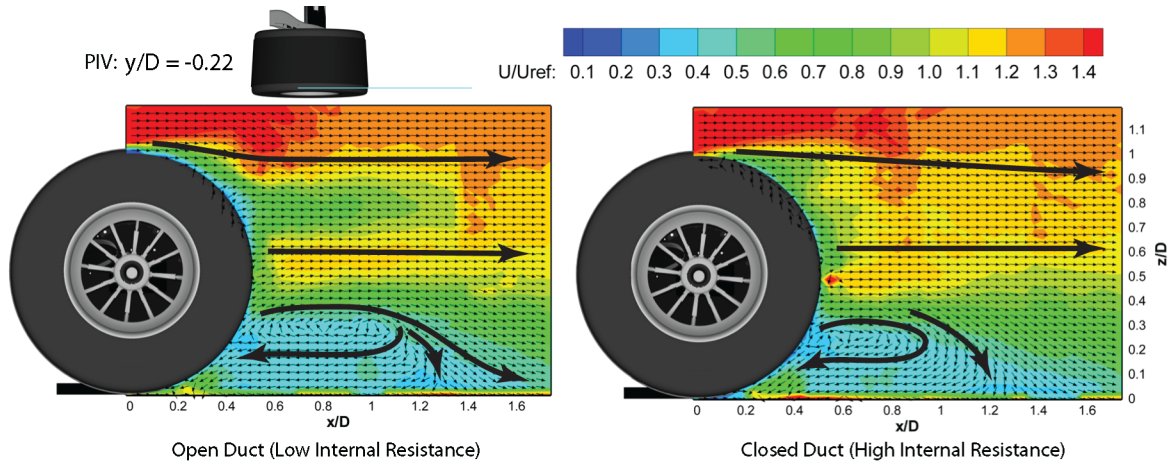 PIV: y/D = -0.22
U/Uref: 0.1 0.2 0.3 0.4 0.5 0.6 0.7 0.8 0.9 1.0 1.1 1.2 1.3 1.4
0 0.2 0.4 0.6 0.8 1 1.2 1.4 1.6
x/D
Open Duct (Low Internal Resistance)
1.1
1
0.9
0.8
0.7
0.6
0.5
0.4
0.3
0.2
0.1
0
z/D
0 0.2 0.4 0.6 0.8 1 1.2 1.4 1.6
x/D
Closed Duct (High Internal Resistance)